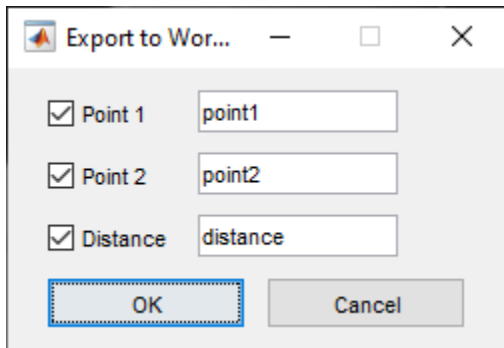 Export to Wor...
Point 1 point1
Point 2 point2
Distance distance
OK Cancel